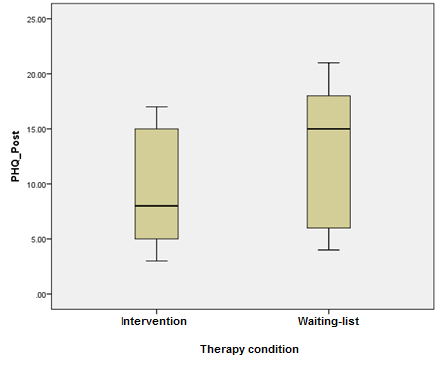 25.00
20.00
15.00
10.00
5.00
.00
PHQ_Post
Intervention
Waiting-list
Therapy condition